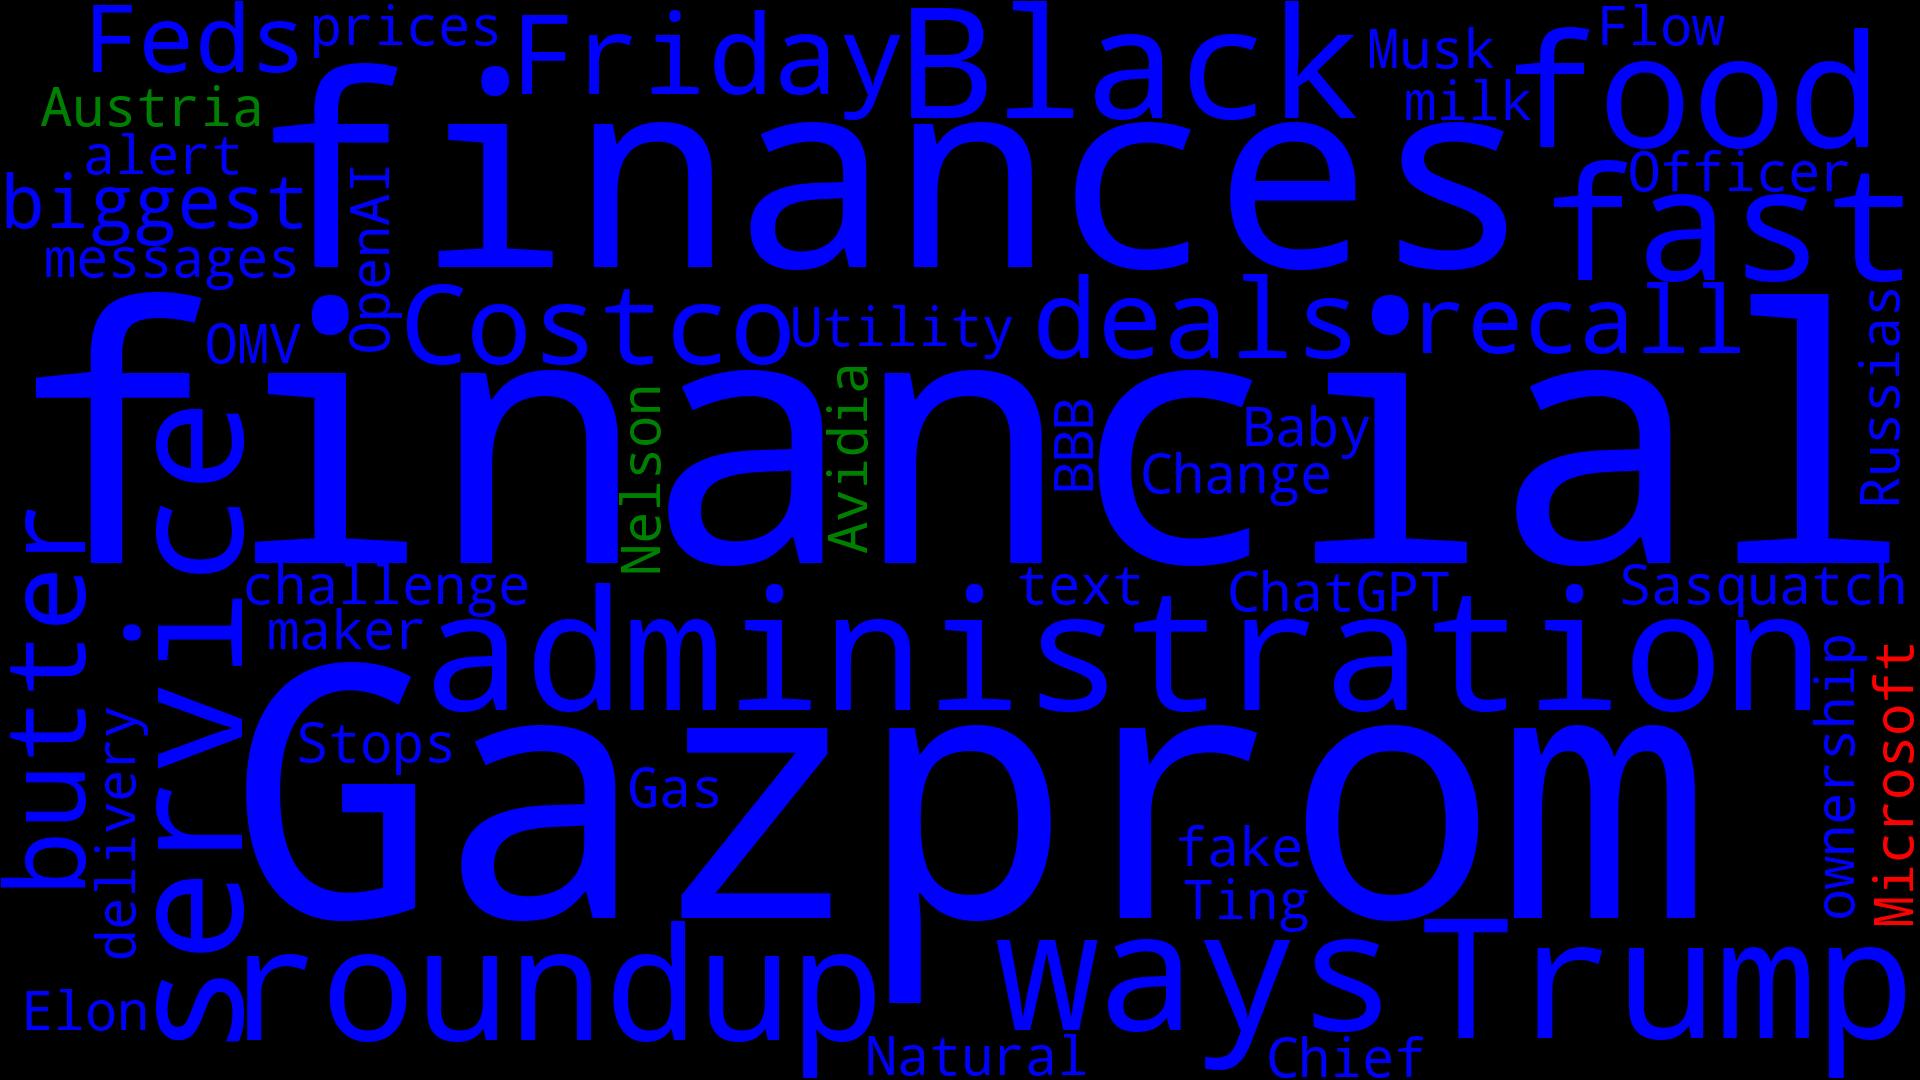 Feds
prices
Friday
Black
Musk
Flow
milk
food
Austria
finances
alert
Officer
biggest
fast
messages
OpenAI
OMV
Costco
Utility
deals
recall
Russias
financial
Nelson
Avidia
BBB
Baby
Change
butter
service
challenge
text
ChatGPT
Sasquatch
maker
administration
ownership
Microsoft
Gazprom
Stops
Gas
delivery
fake
Ting
Elon
roundup
ways
Trump
Natural
Chief